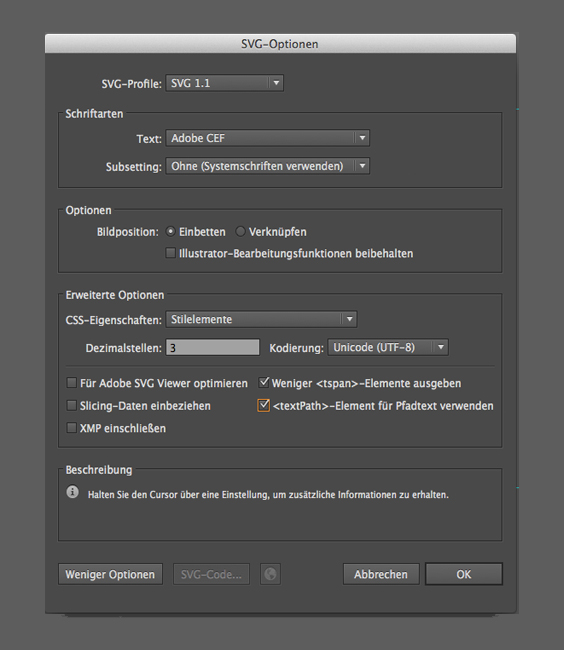 SVG-Optionen
SVG-Profile: SVG 1.1
Schriftarten
Text: Adobe CEF
Subsetting: Ohne (Systemschriften verwenden)
Optionen
Bildposition: Einbetten Verknüpfen
Illustrator-Bearbeitungsfunktionen beibehalten
Erweiterte Optionen
CSS-Eigenschaften: Stilelemente
Dezimalstellen: 3 Kodierung: Unicode (UTF-8)
Für Adobe SVG Viewer optimieren Weniger <tspan>-Elemente ausgeben
Slicing-Daten einbeziehen <textPath>-Element für Pfadtext verwenden
XMP einschließen
Beschreibung
Halten Sie den Cursor über eine Einstellung, um zusätzliche Informationen zu erhalten.
Weniger Optionen SVG-Code... Abbrechen OK